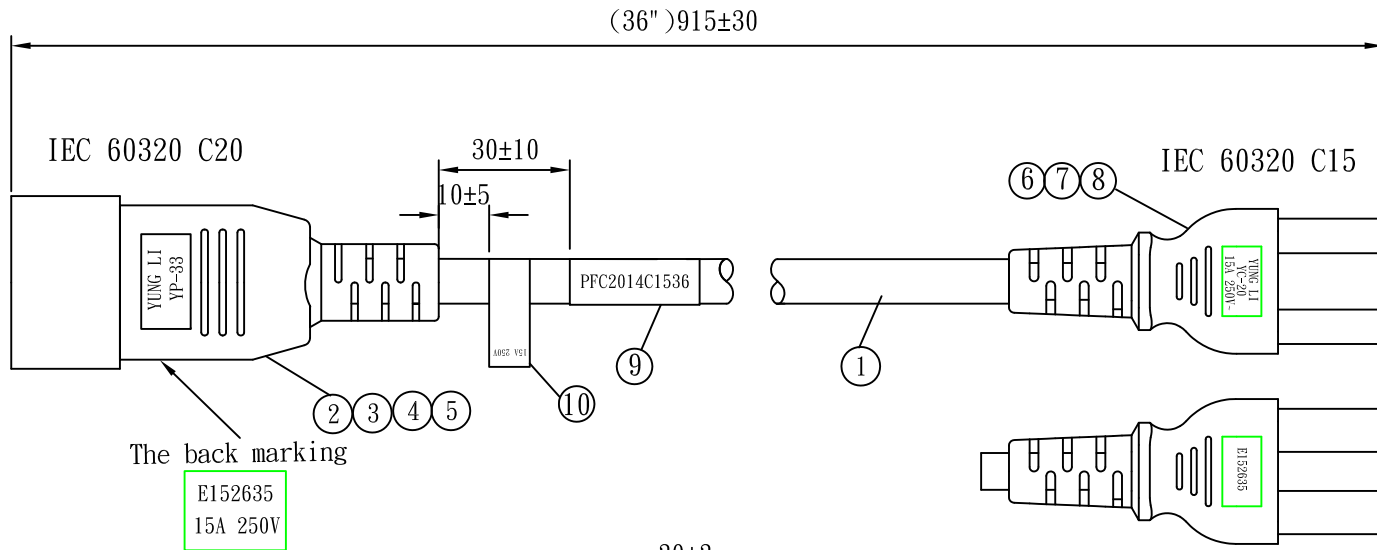 (36")915±30
IEC 60320 C20
30±10
10±5
IEC 60320 C15
6 7 8
YUNG LI
YP-33
PFC2014C1536
YUNG LI
YC-20
15A 250V~
15A 250V
9
1
10
2 3 4 5
The back marking
E152635
15A 250V
E152635